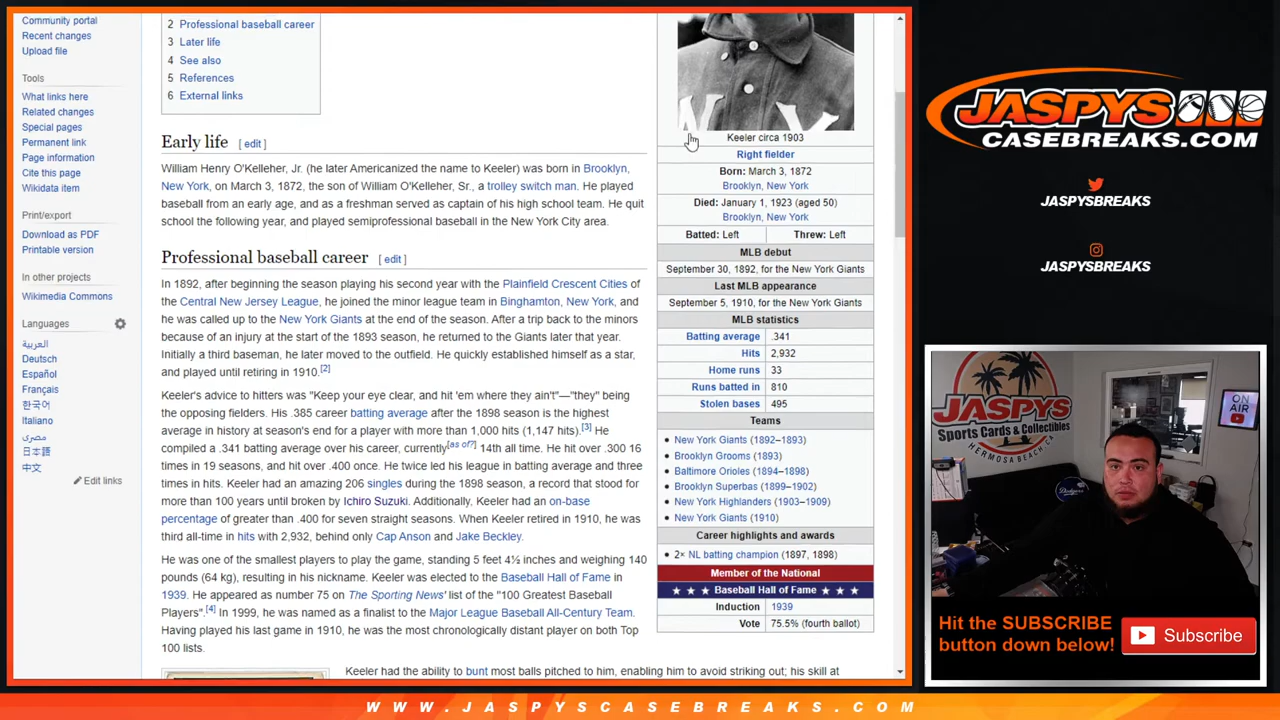 Community portal
Recent changes
Upload file
Tools
What links here
Related changes
Special pages
Permanent link
Page information
Cite this page
Wikidata item
Print/export
Download as PDF
Printable version
In other projects
Wikimedia Commons
Languages
العربية
Deutsch
Español
Français
한국어
Italiano
مصرى
日本語
中文
Edit links
2 Professional baseball career
3 Later life
4 See also
5 References
6 External links
Early life [ edit ]
William Henry O'Kelleher, Jr. (he later Americanized the name to Keeler) was born in Brooklyn,
New York, on March 3, 1872, the son of William O'Kelleher, Sr., a trolley switch man. He played
baseball from an early age, and as a freshman served as captain of his high school team. He quit
school the following year, and played semiprofessional baseball in the New York City area.
Professional baseball career [ edit ]
In 1892, after beginning the season playing his second year with the Plainfield Crescent Cities of
the Central New Jersey League, he joined the minor league team in Binghamton, New York, and
he was called up to the New York Giants at the end of the season. After a trip back to the minors
because of an injury at the start of the 1893 season, he returned to the Giants later that year.
Initially a third baseman, he later moved to the outfield. He quickly established himself as a star,
and played until retiring in 1910.[2]
Keeler's advice to hitters was "Keep your eye clear, and hit 'em where they ain't"—"they" being
the opposing fielders. His .385 career batting average after the 1898 season is the highest
average in history at season's end for a player with more than 1,000 hits (1,147 hits).[3] He
compiled a .341 batting average over his career, currently[as of?] 14th all time. He hit over .300 16
times in 19 seasons, and hit over .400 once. He twice led his league in batting average and three
times in hits. Keeler had an amazing 206 singles during the 1898 season, a record that stood for
more than 100 years until broken by Ichiro Suzuki. Additionally, Keeler had an on-base
percentage of greater than .400 for seven straight seasons. When Keeler retired in 1910, he was
third all-time in hits with 2,932, behind only Cap Anson and Jake Beckley.
He was one of the smallest players to play the game, standing 5 feet 4½ inches and weighing 140
pounds (64 kg), resulting in his nickname. Keeler was elected to the Baseball Hall of Fame in
1939. He appeared as number 75 on The Sporting News' list of the "100 Greatest Baseball
Players".[4] In 1999, he was named as a finalist to the Major League Baseball All-Century Team.
Having played his last game in 1910, he was the most chronologically distant player on both Top
100 lists.
Keeler had the ability to bunt most balls pitched to him, enabling him to avoid striking out; his skill at
Keeler circa 1903
Right fielder
Born: March 3, 1872
Brooklyn, New York
Died: January 1, 1923 (aged 50)
Brooklyn, New York
Batted: Left Threw: Left
MLB debut
September 30, 1892, for the New York Giants
Last MLB appearance
September 5, 1910, for the New York Giants
MLB statistics
Batting average .341
Hits 2,932
Home runs 33
Runs batted in 810
Stolen bases 495
Teams
New York Giants (1892–1893)
Brooklyn Grooms (1893)
Baltimore Orioles (1894–1898)
Brooklyn Superbas (1899–1902)
New York Highlanders (1903–1909)
New York Giants (1910)
Career highlights and awards
2× NL batting champion (1897, 1898)
Member of the National
★ ★ ★ Baseball Hall of Fame ★ ★ ★
Induction 1939
Vote 75.5% (fourth ballot)
JASPYS
CASEBREAKS.COM
JASPYSBREAKS
JASPYSBREAKS
JASPYS
Sports Cards & Collectibles
HERMOSA BEACH
ON
AIR
Dodgers
Hit the SUBSCRIBE
button down below!
Subscribe
WWW.JASPYSCASEBREAKS.COM